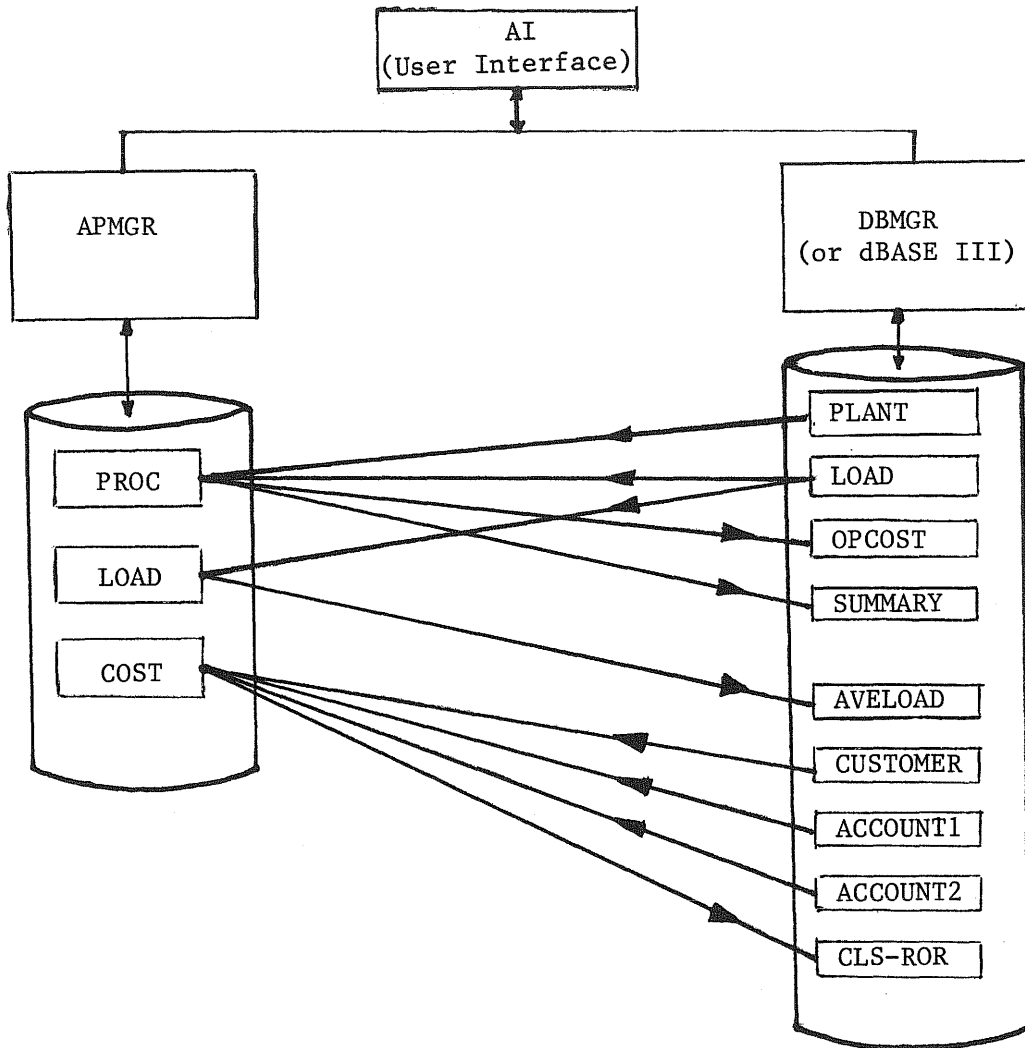 AI
(User Interface)
APMGR
DBMGR
(or dBASE III)
PROC
LOAD
COST
PLANT
LOAD
OPCOST
SUMMARY
AVELOAD
CUSTOMER
ACCOUNT1
ACCOUNT2
CLS-ROR